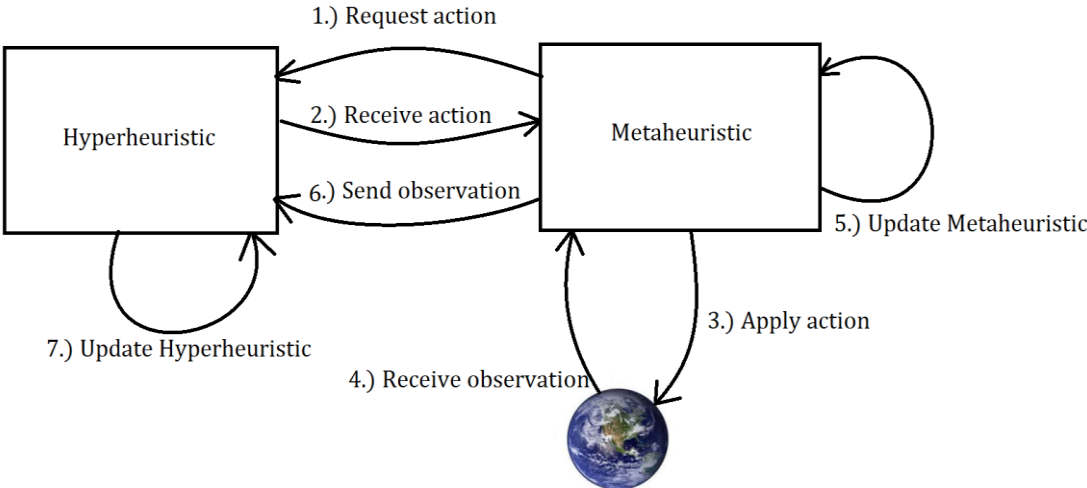 1.) Request action
Hyperheuristic
2.) Receive action
Metaheuristic
6.) Send observation
5.) Update Metaheuristic
3.) Apply action
7.) Update Hyperheuristic
4.) Receive observation